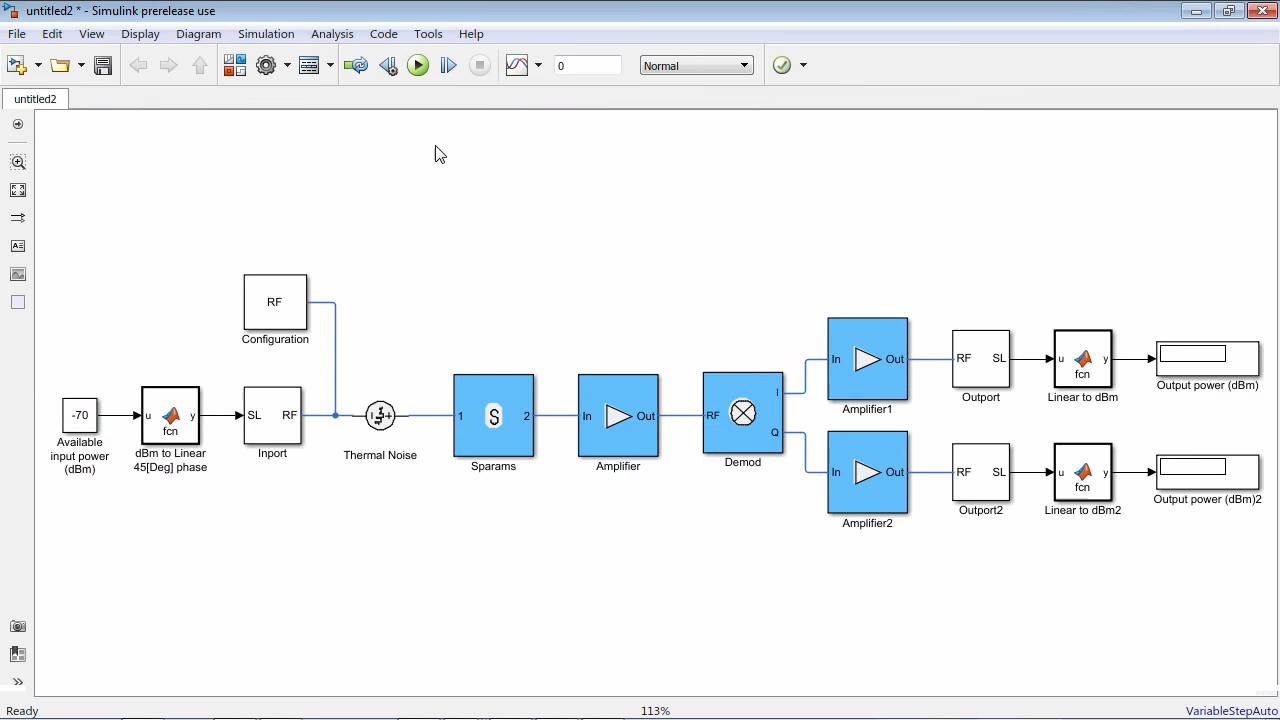 untitled2 * - Simulink prerelease use
File Edit View Display Diagram Simulation Analysis Code Tools Help
0 Normal
untitled2
RF
Configuration
-70
Available
input power
(dBm)
u fcn y
dBm to Linear
45[Deg] phase
SL RF
Inport
Thermal Noise
1 S 2
Sparams
In Out
Amplifier
RF I Q
Demod
In Out
Amplifier1
RF SL
Outport
u fcn y
Linear to dBm
Output power (dBm)
In Out
Amplifier2
RF SL
Outport2
u fcn y
Linear to dBm2
Output power (dBm)2
Ready 113% VariableStepAuto